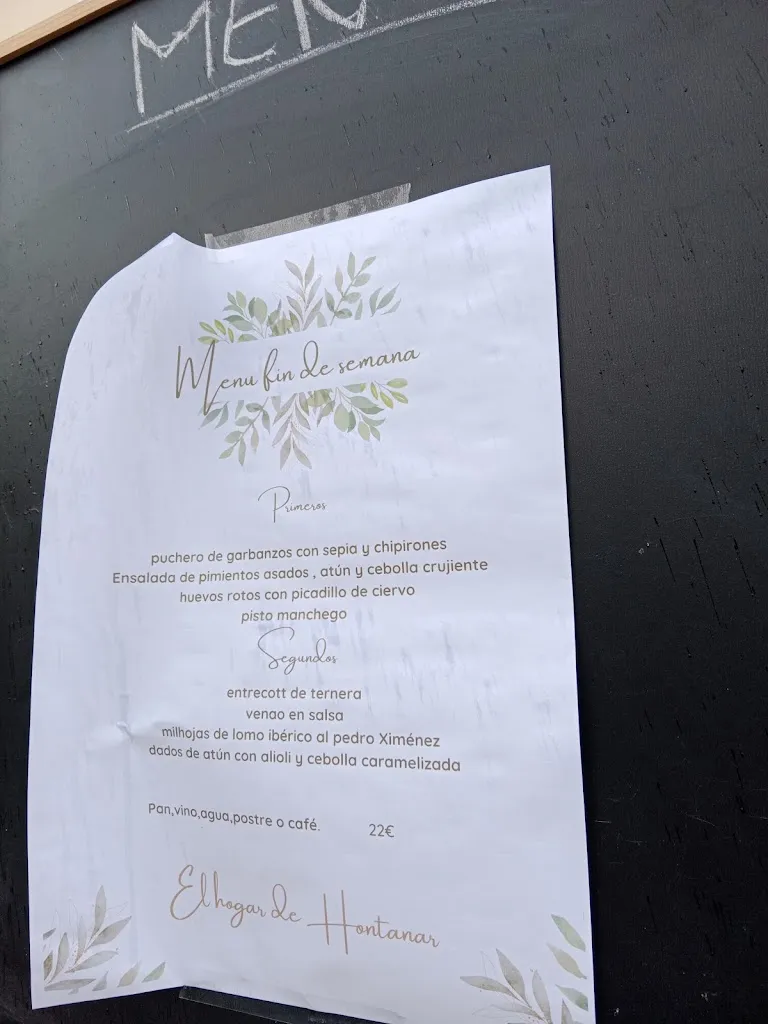 MENU
Menu fin de semana
Primeros
puchero de garbanzos con sepia y chipirones
Ensalada de pimientos asados , atún y cebolla crujiente
huevos rotos con picadillo de ciervo
pisto manchego
Segundos
entrecott de ternera
venao en salsa
milhojas de lomo ibérico al pedro Ximénez
dados de atún con alioli y cebolla caramelizada
Pan,vino,agua,postre o café. 22€
El hogar de Hontanar